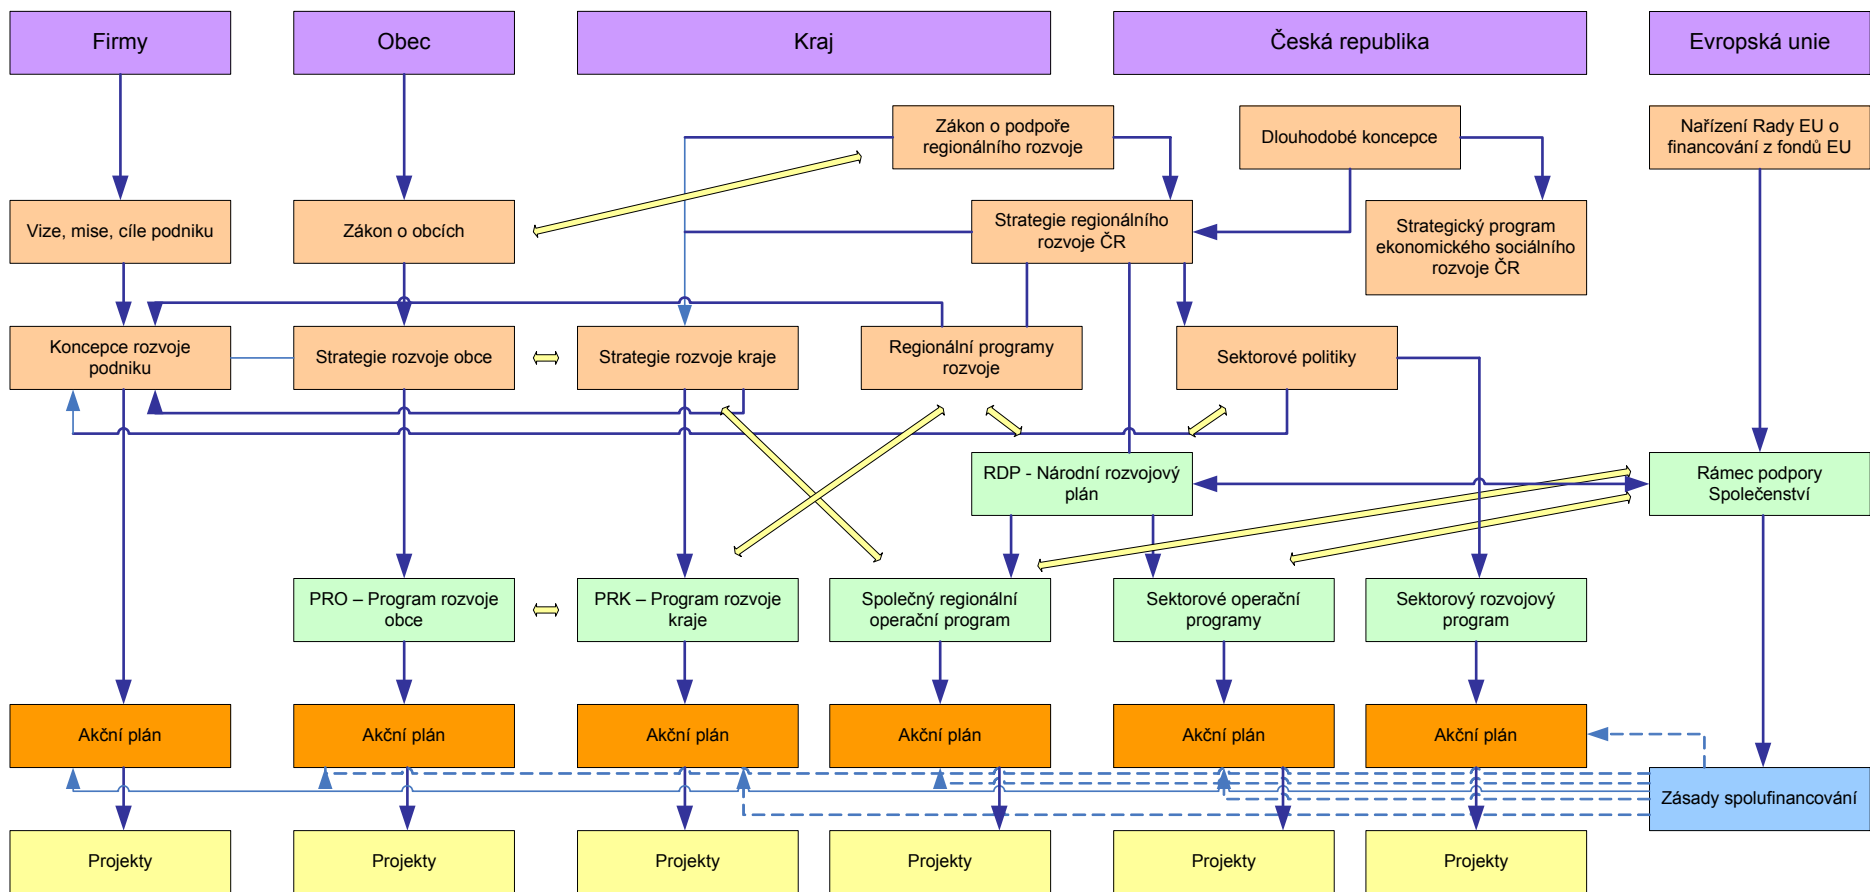 Firmy
Obec
Kraj
Česká republika
Evropská unie
Zákon o podpoře
regionálního rozvoje
Dlouhodobé koncepce
Nařízení Rady EU o
financování z fondů EU
Vize, mise, cíle podniku
Zákon o obcích
Strategie regionálního
rozvoje ČR
Strategický program
ekonomického sociálního
rozvoje ČR
Koncepce rozvoje
podniku
Strategie rozvoje obce
Strategie rozvoje kraje
Regionální programy
rozvoje
Sektorové politiky
RDP - Národní rozvojový
plán
Rámec podpory
Společenství
PRO – Program rozvoje
obce
PRK – Program rozvoje
kraje
Společný regionální
operační program
Sektorové operační
programy
Sektorový rozvojový
program
Akční plán
Akční plán
Akční plán
Akční plán
Akční plán
Akční plán
Zásady spolufinancování
Projekty
Projekty
Projekty
Projekty
Projekty
Projekty